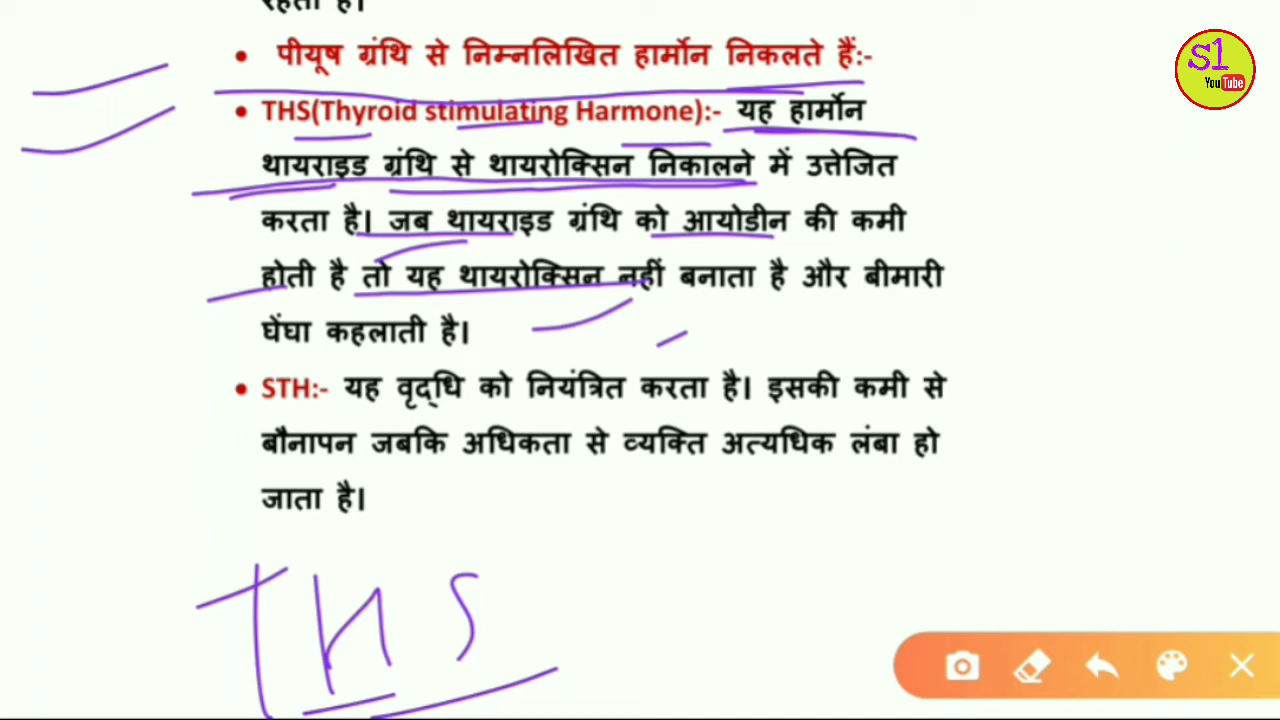 रहता है।
• पीयूष ग्रंथि से निम्नलिखित हार्मोन निकलते हैं:-
• THS(Thyroid stimulating Harmone):- यह हार्मोन
थायराइड ग्रंथि से थायरोक्सिन निकालने में उत्तेजित
करता है। जब थायराइड ग्रंथि को आयोडीन की कमी
होती है तो यह थायरोक्सिन नहीं बनाता है और बीमारी
घेंघा कहलाती है।
• STH:- यह वृद्धि को नियंत्रित करता है। इसकी कमी से
बौनापन जबकि अधिकता से व्यक्ति अत्यधिक लंबा हो
जाता है।
THS
S1
YouTube